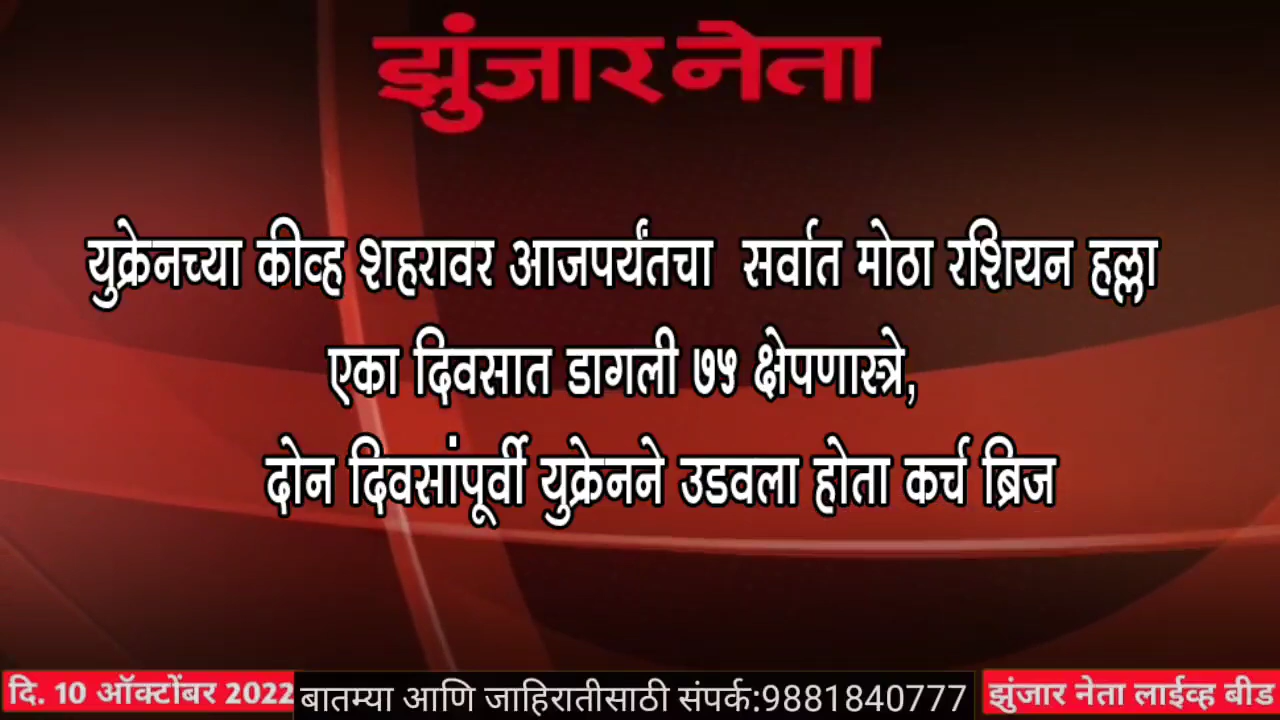 झुंजार नेता
युक्रेनच्या कीव्ह शहरावर आजपर्यंतचा सर्वात मोठा रशियन हल्ला
एका दिवसात डागली ७५ क्षेपणास्त्रे,
दोन दिवसांपूर्वी युक्रेनने उडवला होता कर्च ब्रिज
दि. 10 ऑक्टोंबर 2022 बातम्या आणि जाहिरातीसाठी संपर्क:9881840777 झुंजार नेता लाईव्ह बीड